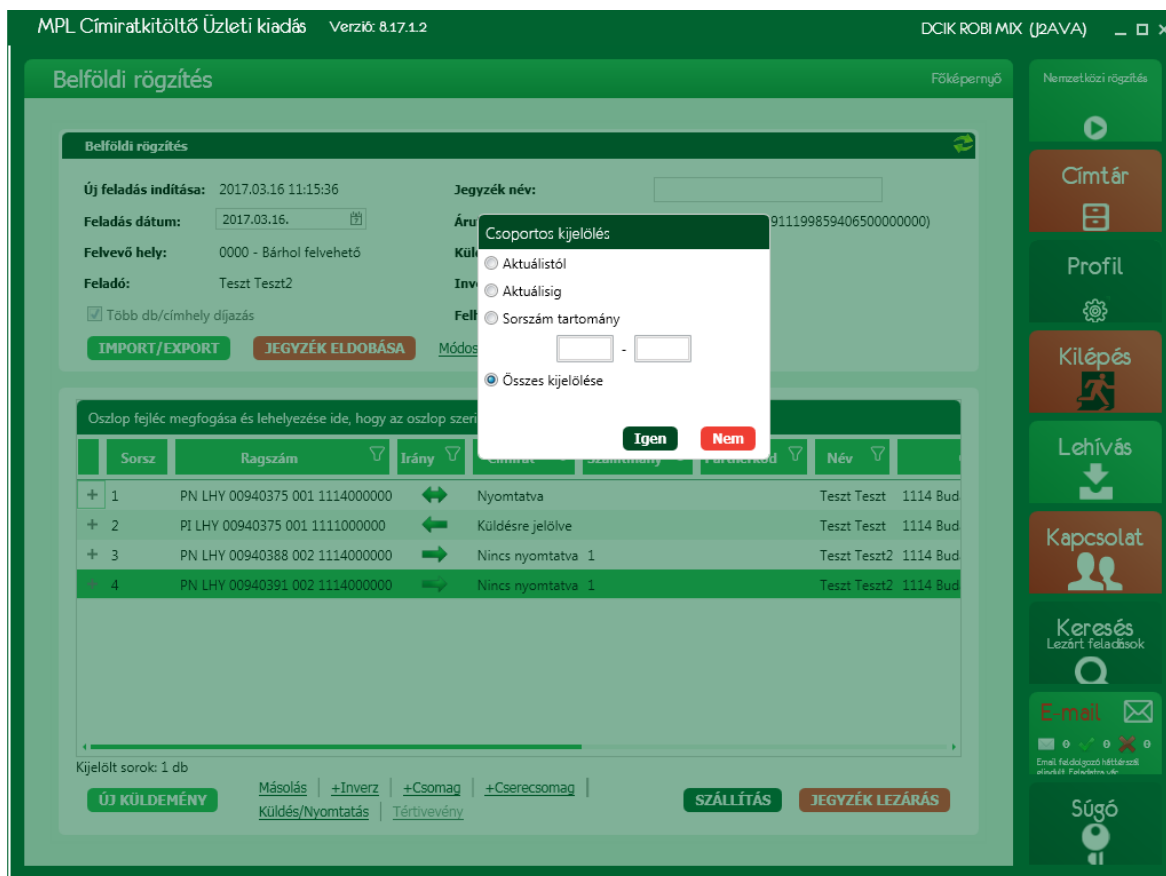 MPL Címiratkitöltő Üzleti kiadás Verzió: 8.17.1.2 DCIK ROBI MIX (J2AVA)
Belföldi rögzítés Főképernyő
Nemzetközi rögzítés
Belföldi rögzítés
Címtár
Új feladás indítása: 2017.03.16 11:15:36 Jegyzék név:
Feladás dátum: 2017.03.16. 9111999859406500000000)
Csoportos kijelölés
Felvevő hely: 0000 - Bárhol felvehető
Aktuálistól
Profil
Feladó: Teszt Teszt2
Aktuálisig
Több db/címhely díjazás
Sorszám tartomány
IMPORT/EXPORT JEGYZÉK ELDOBÁSA
-
Kilépés
Összes kijelölése
Oszlop fejléc megfogása és lehelyezése ide, hogy az oszlop
Igen Nem
Lehívás
Sorsz Ragszám Irány Név
+ 1 PN LHY 00940375 001 1114000000 Nyomtatva Teszt Teszt 1114 Bud
+ 2 PI LHY 00940375 001 1111000000 Küldésre jelölve Teszt Teszt 1114 Bud
+ 3 PN LHY 00940388 002 1114000000 Nincs nyomtatva 1 Teszt Teszt2 1114 Bud
+ 4 PN LHY 00940391 002 1114000000 Nincs nyomtatva 1 Teszt Teszt2 1114 Bud
Kapcsolat
Keresés
Lezárt feladások
E-mail
0 0 0
Email feldolgozó háttérszál
Kijelölt sorok: 1 db
Másolás | +Inverz | +Csomag | +Cserecsomag |
ÚJ KÜLDEMÉNY SZÁLLÍTÁS JEGYZÉK LEZÁRÁS
Küldés/Nyomtatás | Tértivevény
Súgó